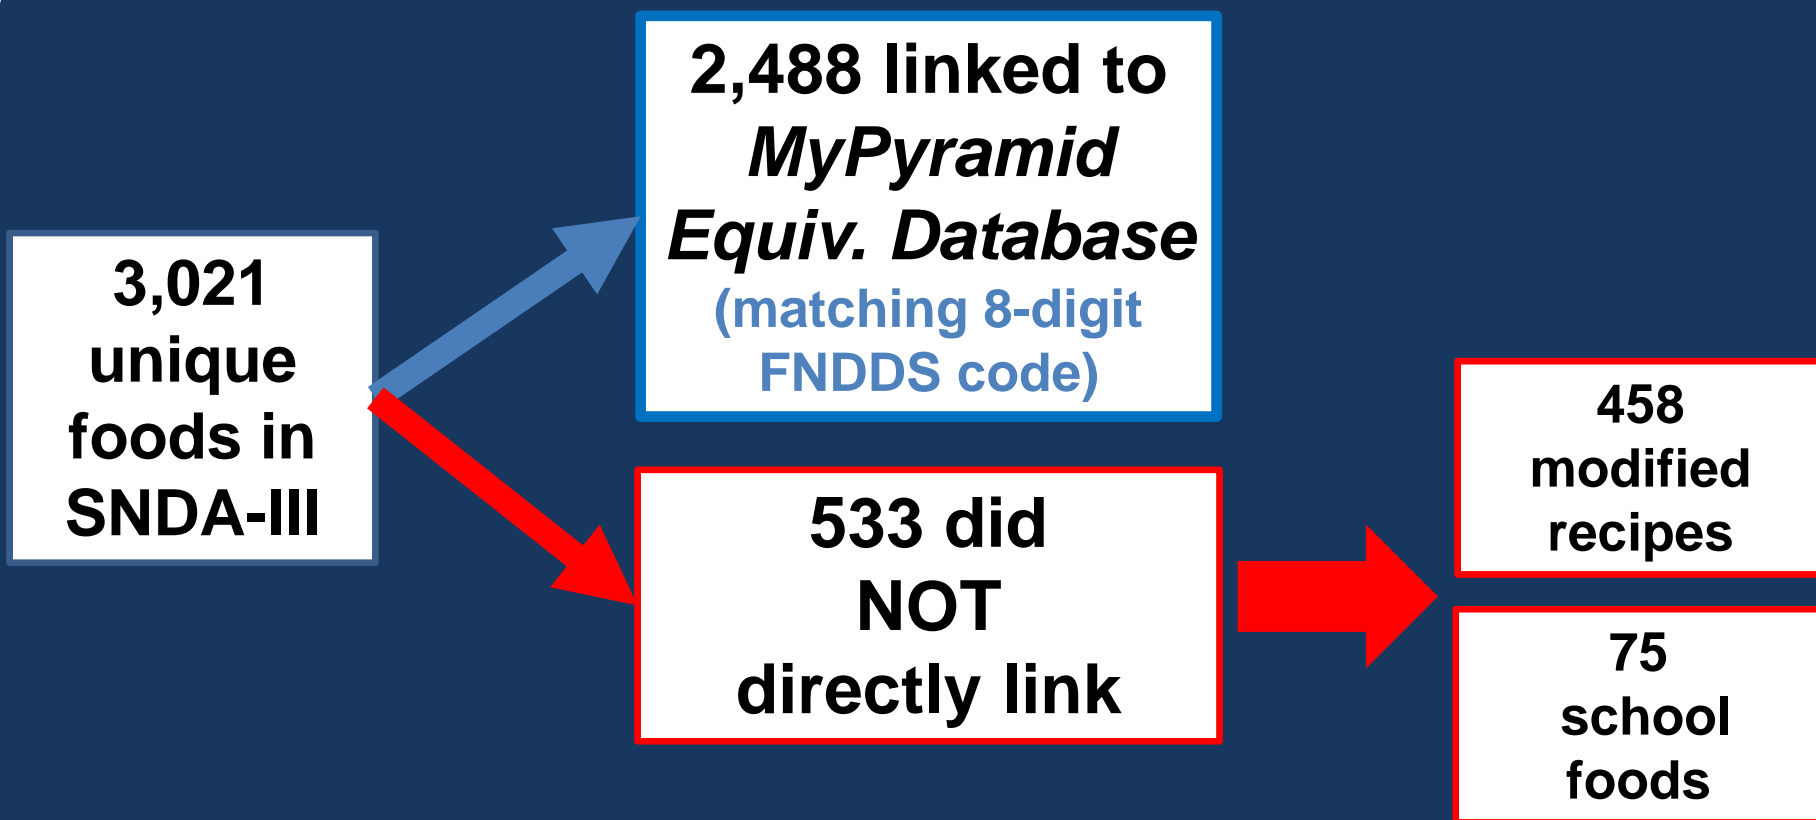 3,021
unique
foods in
SNDA-III
2,488 linked to
MyPyramid
Equiv. Database
(matching 8-digit
FNDDS code)
533 did
NOT
directly link
458
modified
recipes
75
school
foods